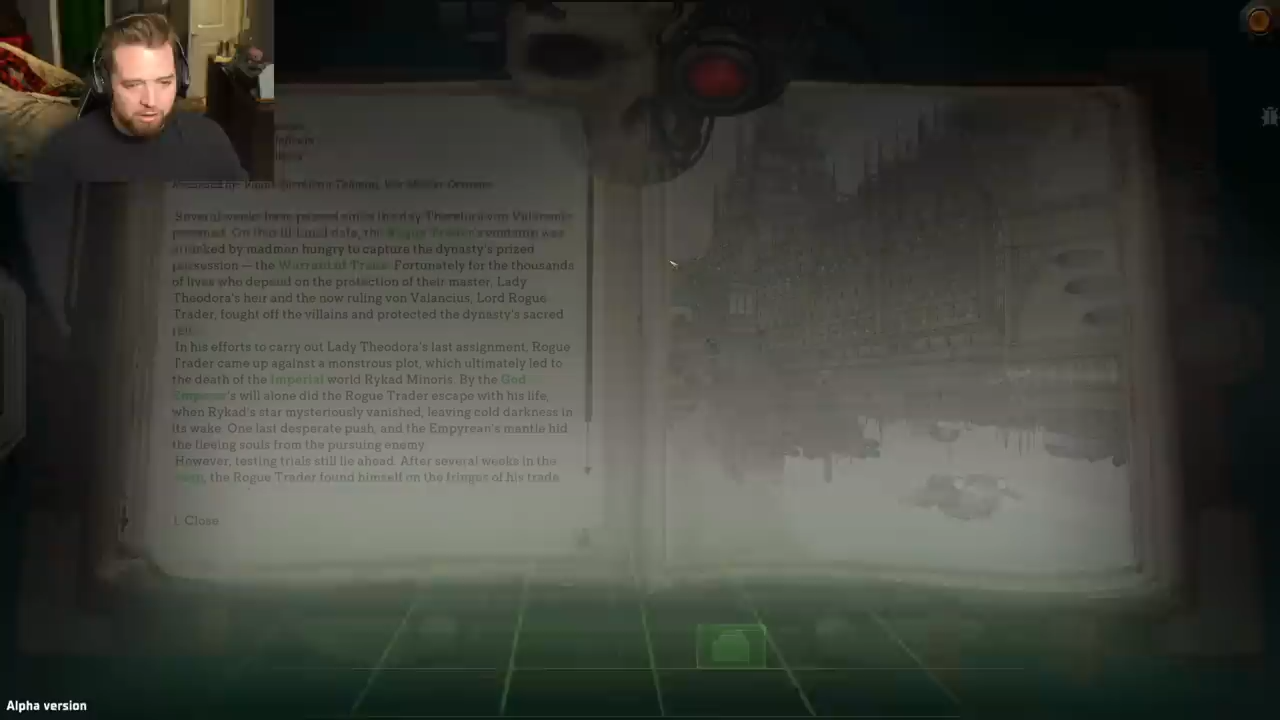 Several weeks have passed since the day Theodora von Valancius
perished. On that ill-fated date, the Rogue Trader's voidship was
attacked by madmen hungry to capture the dynasty's prized
possession — the Warrant of Trade. Fortunately for the thousands
of lives who depend on the protection of their master, Lady
Theodora's heir and the now ruling von Valancius, Lord Rogue
Trader, fought off the villains and protected the dynasty's sacred
relic.
In his efforts to carry out Lady Theodora's last assignment, Rogue
Trader came up against a monstrous plot, which ultimately led to
the death of the Imperial world Rykad Minoris. By the God
Emperor's will alone did the Rogue Trader escape with his life,
when Rykad's star mysteriously vanished, leaving cold darkness in
its wake. One last desperate push, and the Empyrean's mantle hid
the fleeing souls from the pursuing enemy.
However, testing trials still lie ahead. After several weeks in the
warp, the Rogue Trader found himself on the fringes of his trade
1. Close
Alpha version